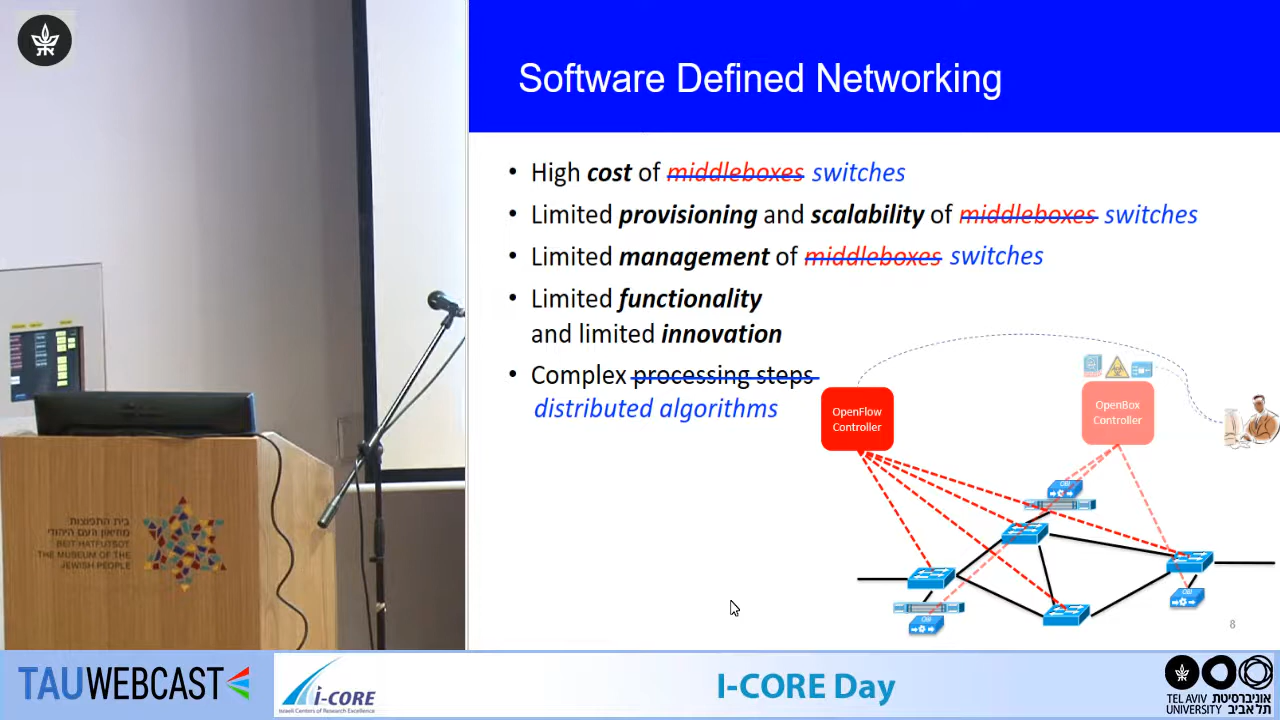 Software Defined Networking
• High cost of middleboxes switches
• Limited provisioning and scalability of middleboxes switches
• Limited management of middleboxes switches
• Limited functionality
and limited innovation
• Complex processing steps
distributed algorithms
OpenFlow
Controller
OpenBox
Controller
OBI
OBI
OBI
8
בית התפוצות
מוזיאון העם היהודי
BEIT HATFUTSOT
THE MUSEUM OF THE
JEWISH PEOPLE
TAUWEBCAST
i-CORE
Israeli Centers of Research Excellence
I-CORE Day
TEL AVIV אוניברסיטת
UNIVERSITY תל אביב